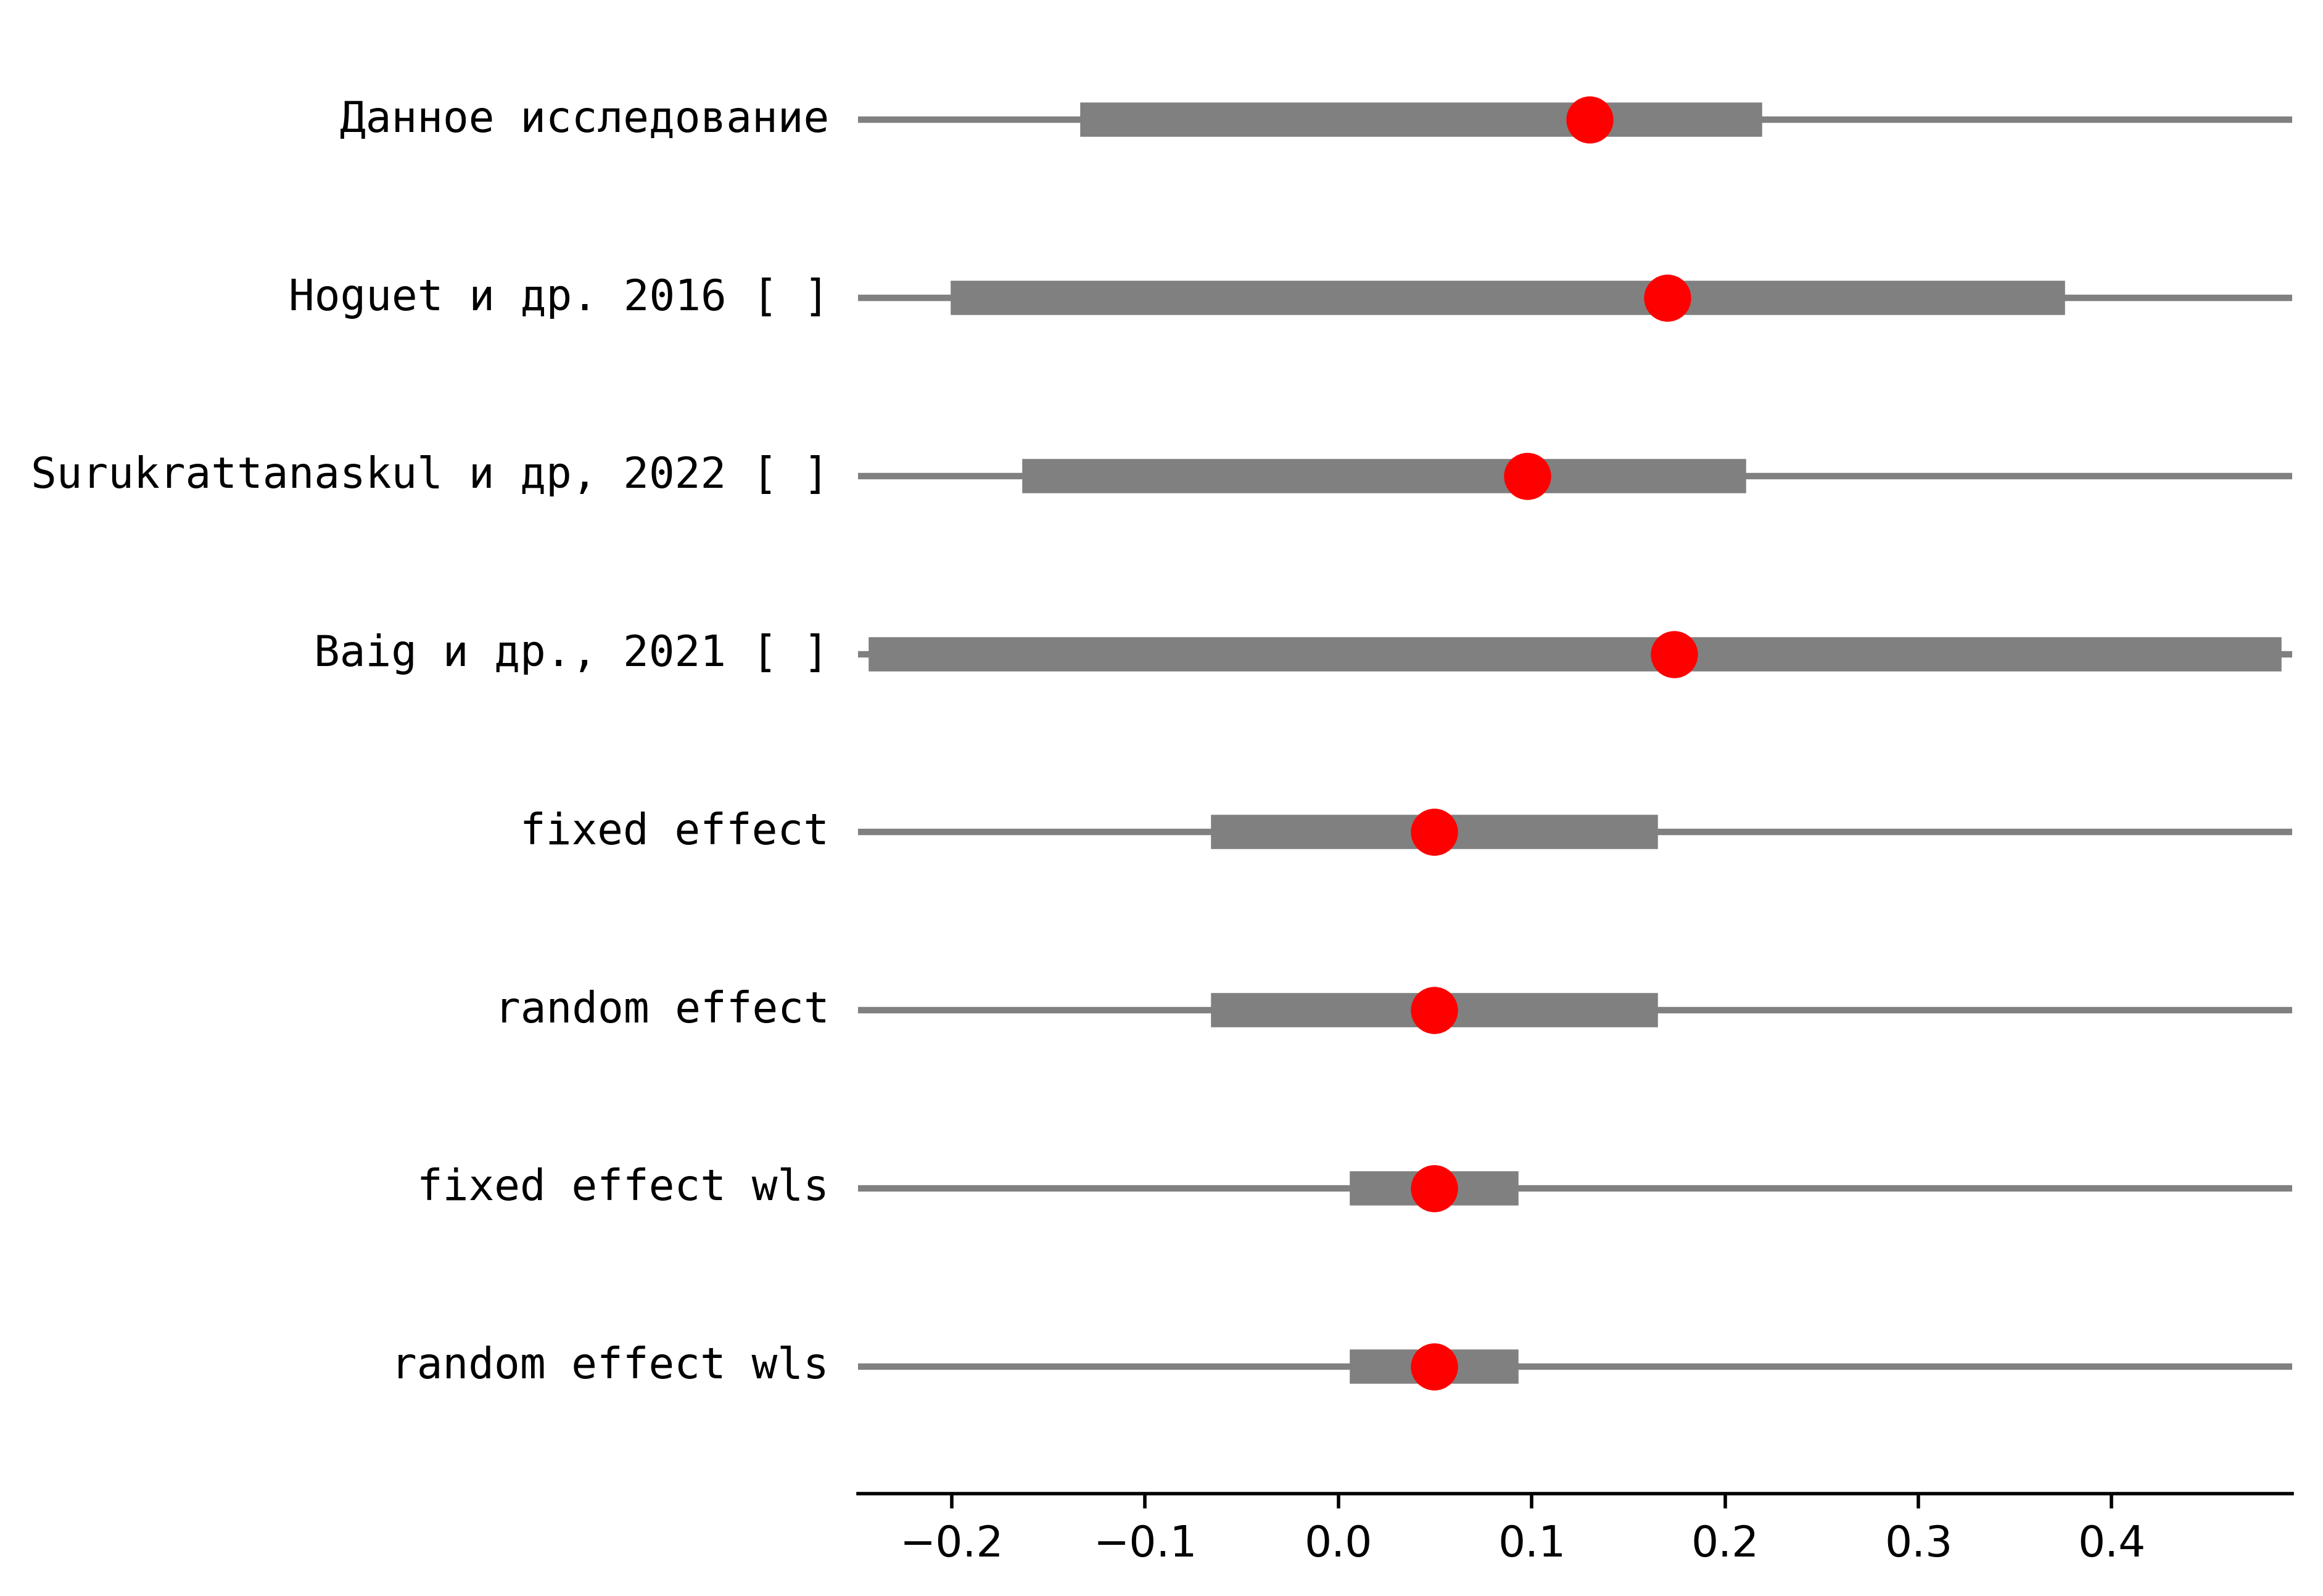 Данное исследование
Hoguet и др. 2016 [ ]
Surukrattanaskul и др, 2022 [ ]
Baig и др., 2021 [ ]
fixed effect
random effect
fixed effect wls
random effect wls
−0.2 −0.1 0.0 0.1 0.2 0.3 0.4